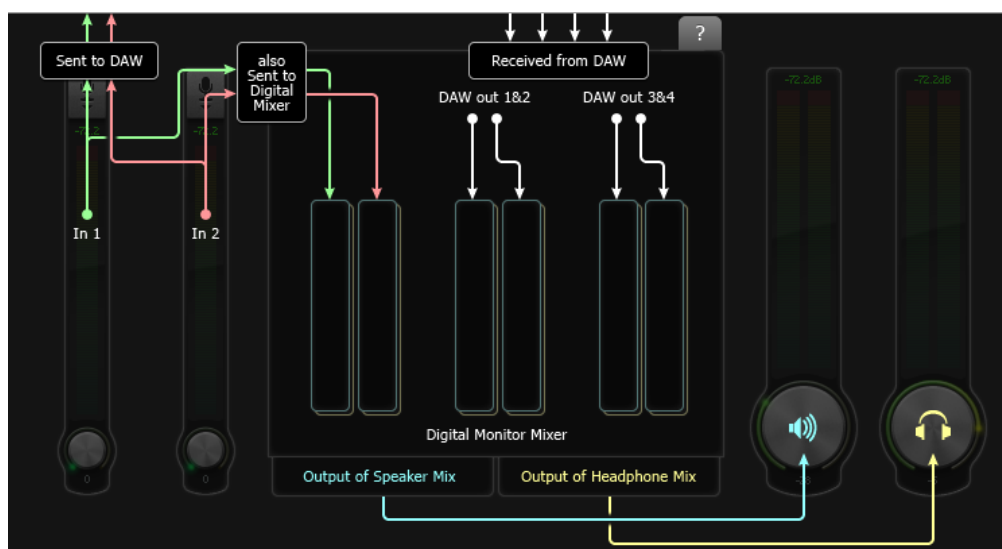 ?
Sent to DAW
also
Sent to
Digital
Mixer
Received from DAW
-72.2dB
-72.2dB
DAW out 1&2
DAW out 3&4
In 1
In 2
Digital Monitor Mixer
Output of Speaker Mix
Output of Headphone Mix
0
0